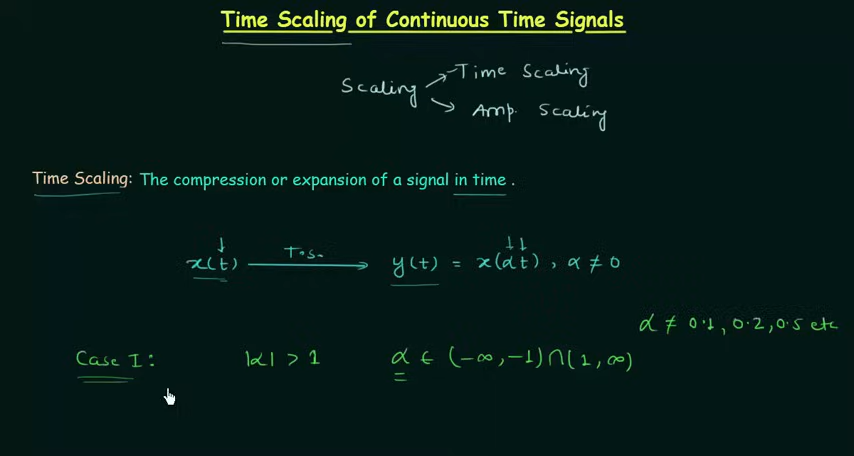 Time Scaling of Continuous Time Signals
Scaling
Time Scaling
Amp. Scaling
Time Scaling: The compression or expansion of a signal in time .
x(t) T.S. y(t) = x(αt), α ≠ 0
α ≠ 0.1, 0.2, 0.5 etc
Case I: |α| > 1 α ∈ (-∞, -1) ∩ (1, ∞)